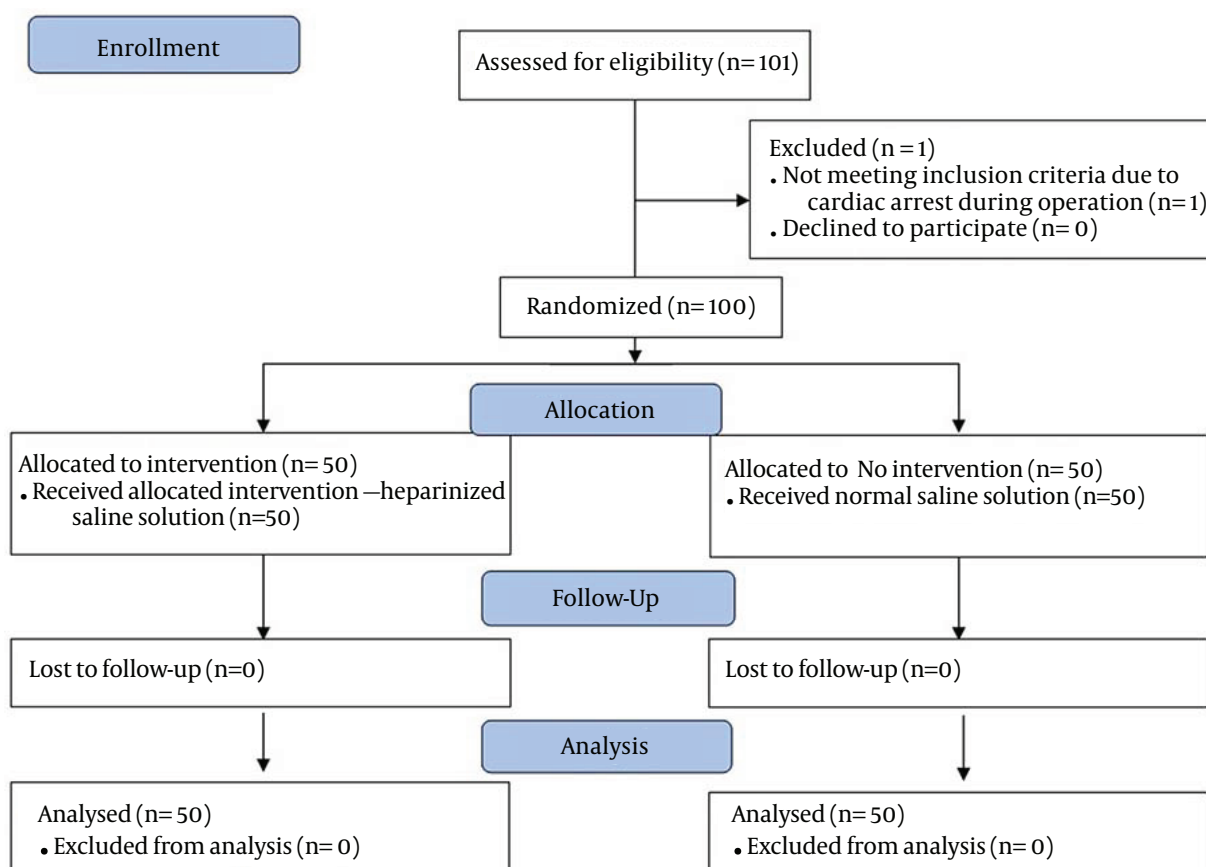 Enrollment
Assessed for eligibility (n=101)
Excluded (n=1)
• Not meeting inclusion criteria due to
cardiac arrest during operation (n=1)
• Declined to participate (n=0)
Randomized (n=100)
Allocation
Allocated to intervention (n=50)
• Received allocated intervention —heparinized
saline solution (n=50)
Allocated to No intervention (n=50)
• Received normal saline solution (n=50)
Follow-Up
Lost to follow-up (n=0)
Lost to follow-up (n=0)
Analysis
Analysed (n=50)
• Excluded from analysis (n=0)
Analysed (n=50)
• Excluded from analysis (n=0)